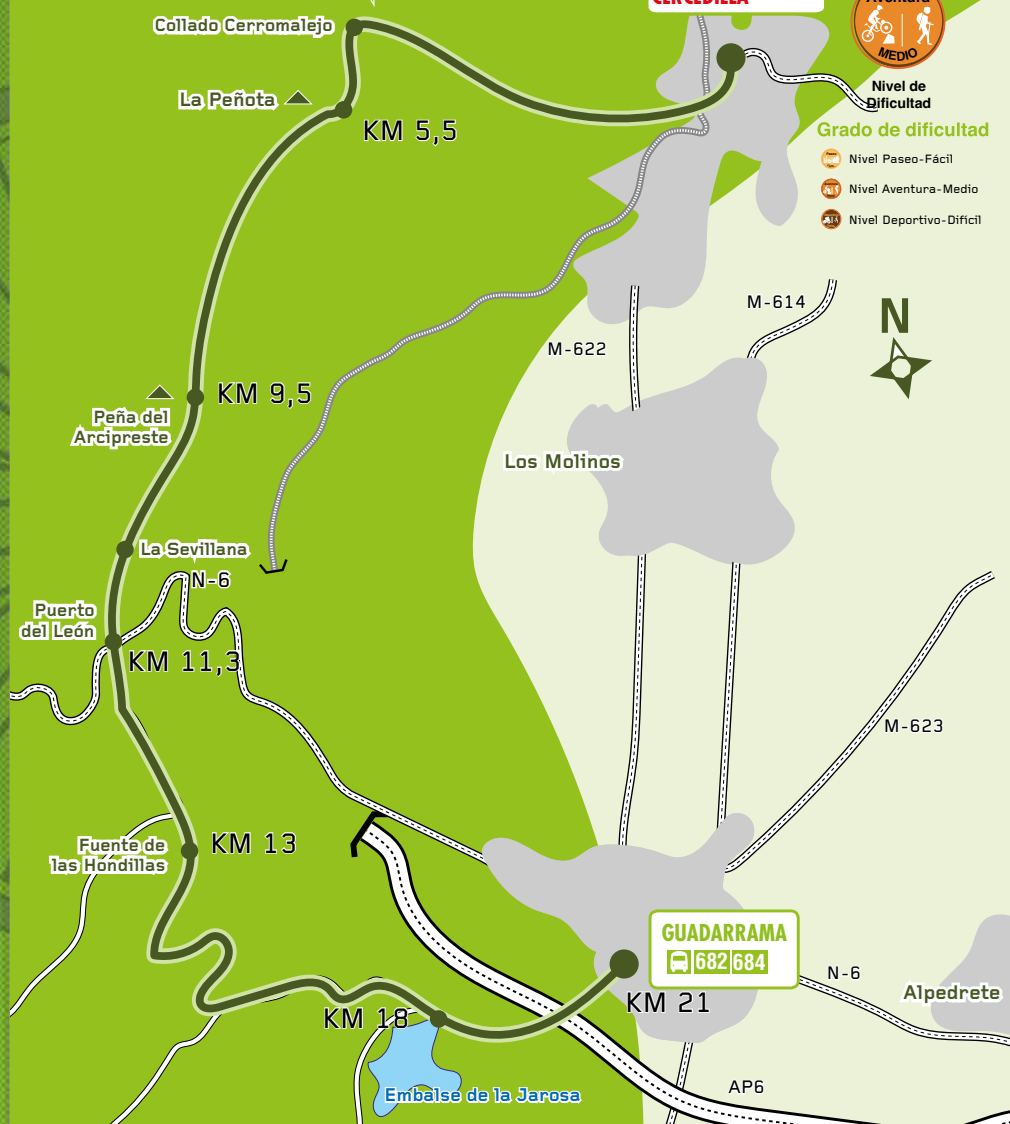 CERCEDILLA
Aventura
MEDIO
Nivel de
Dificultad
Grado de dificultad
Nivel Paseo-Fácil
Nivel Aventura-Medio
Nivel Deportivo-Difícil
Collado Cerromalejo
La Peñota
KM 5,5
N
M-614
M-622
KM 9,5
Peña del
Arcipreste
Los Molinos
La Sevillana
N-6
Puerto
del León
KM 11,3
M-623
KM 13
Fuente de
las Hondillas
GUADARRAMA
682 684
KM 21
N-6
Alpedrete
KM 18
Embalse de la Jarosa
AP6